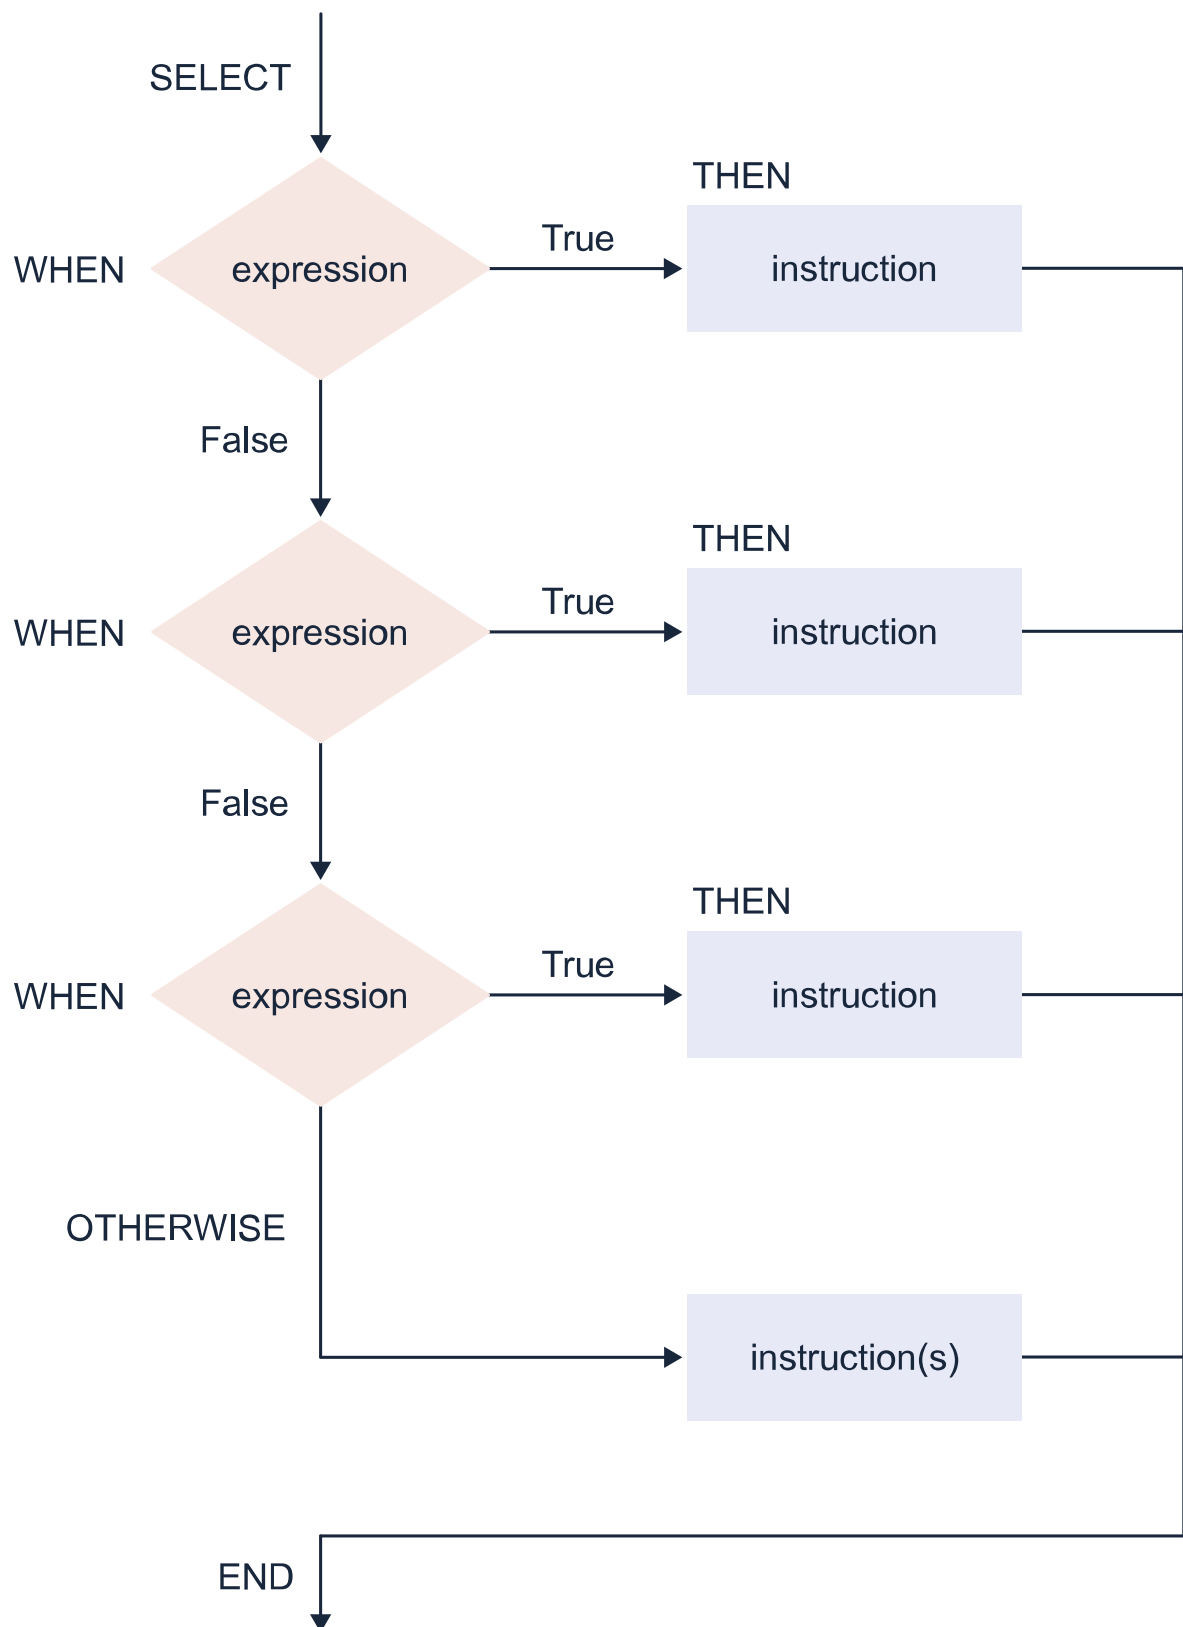 SELECT
THEN
WHEN
expression
True
instruction
False
THEN
WHEN
expression
True
instruction
False
THEN
WHEN
expression
True
instruction
OTHERWISE
instruction(s)
END